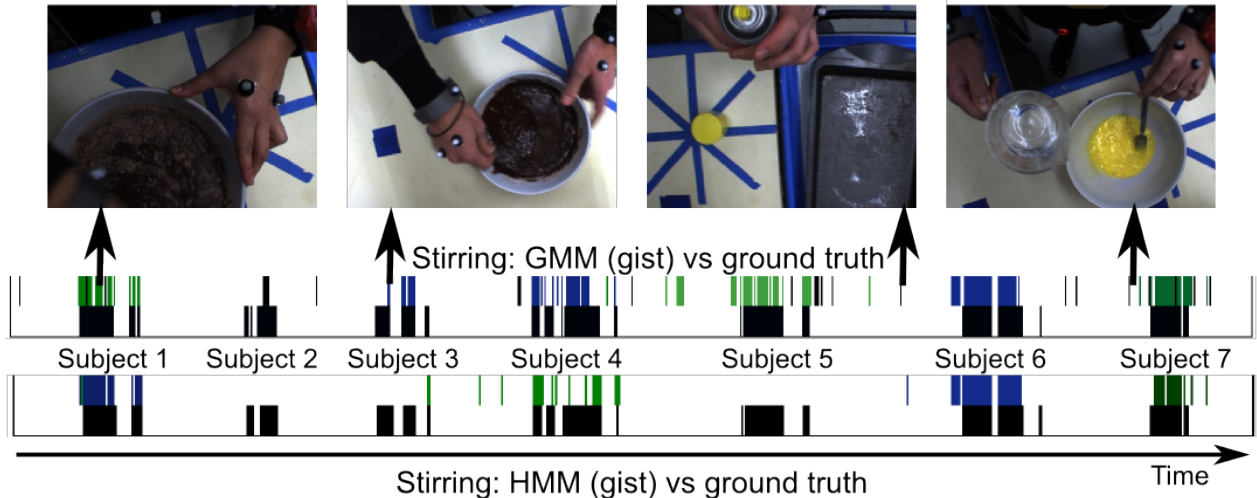 Stirring: GMM (gist) vs ground truth
Subject 1 Subject 2 Subject 3 Subject 4 Subject 5 Subject 6 Subject 7
Time
Stirring: HMM (gist) vs ground truth